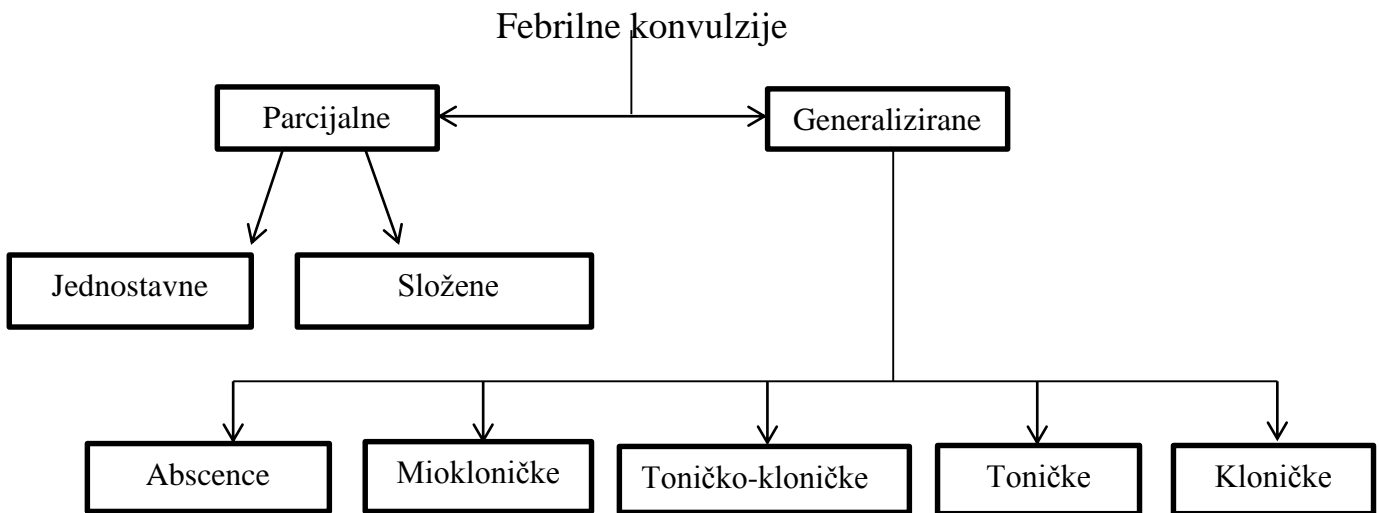 Febrilne konvulzije
Parcijalne
Generalizirane
Jednostavne
Složene
Abscence
Miokloničke
Toničko-kloničke
Toničke
Kloničke